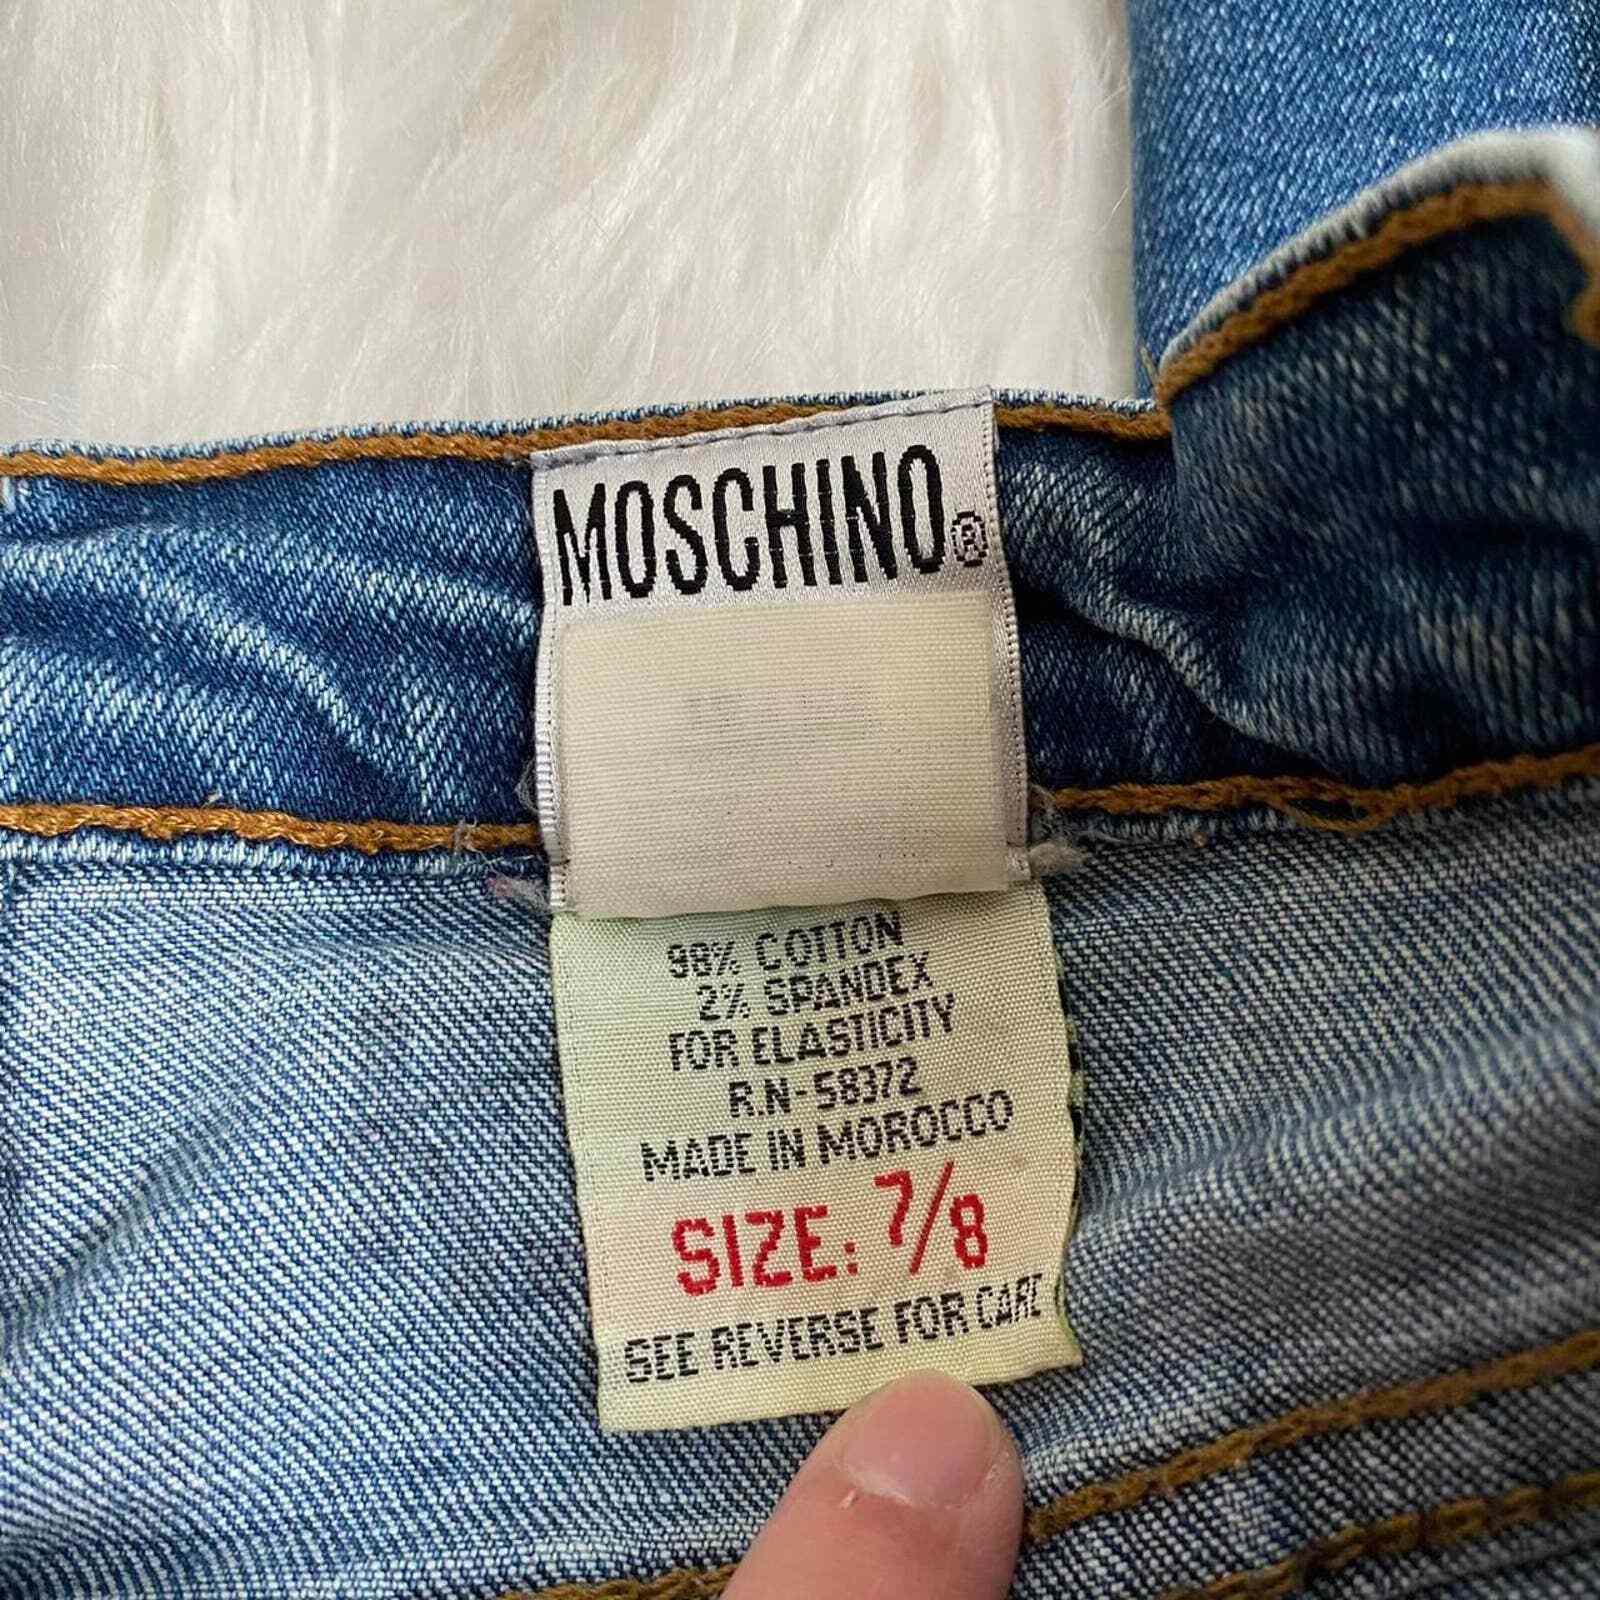 MOSCHINO®
98% COTTON
2% SPANDEX
FOR ELASTICITY
R.N-58372
MADE IN MOROCCO
SIZE: 7/8
SEE REVERSE FOR CARE